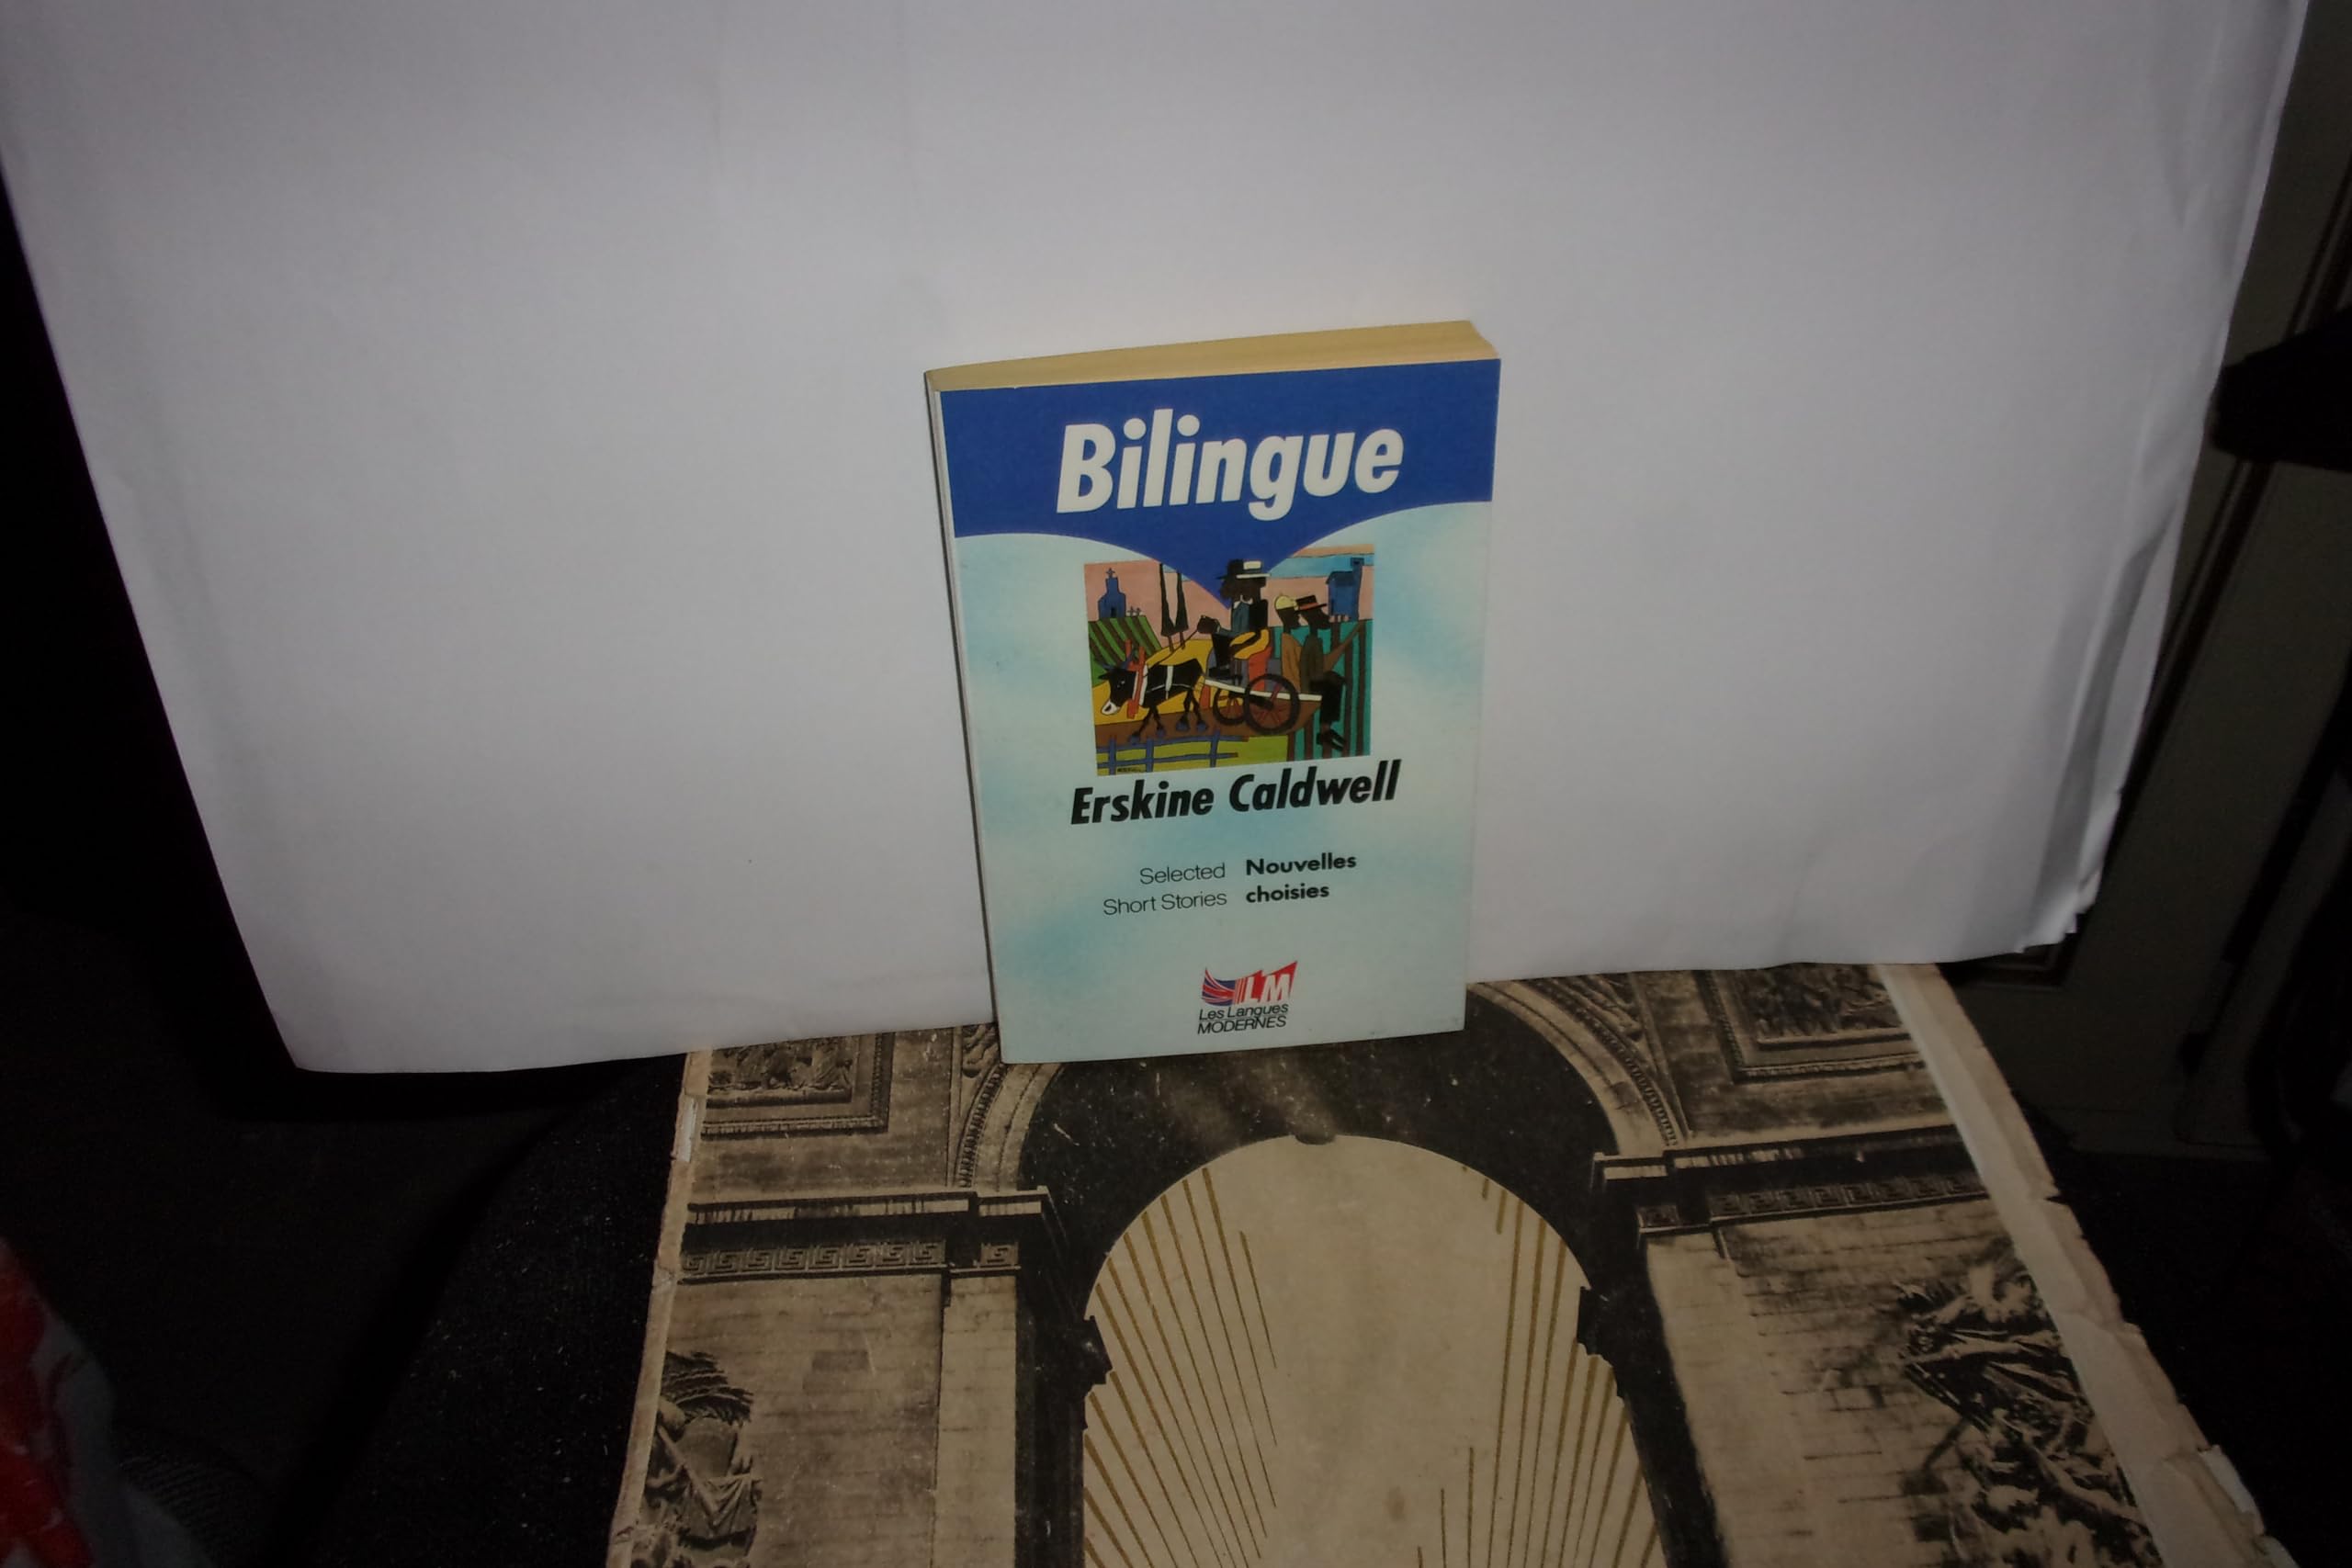 Bilingue
Erskine Caldwell
Selected Nouvelles
Short Stories choisies
LM
Les Langues
MODERNES